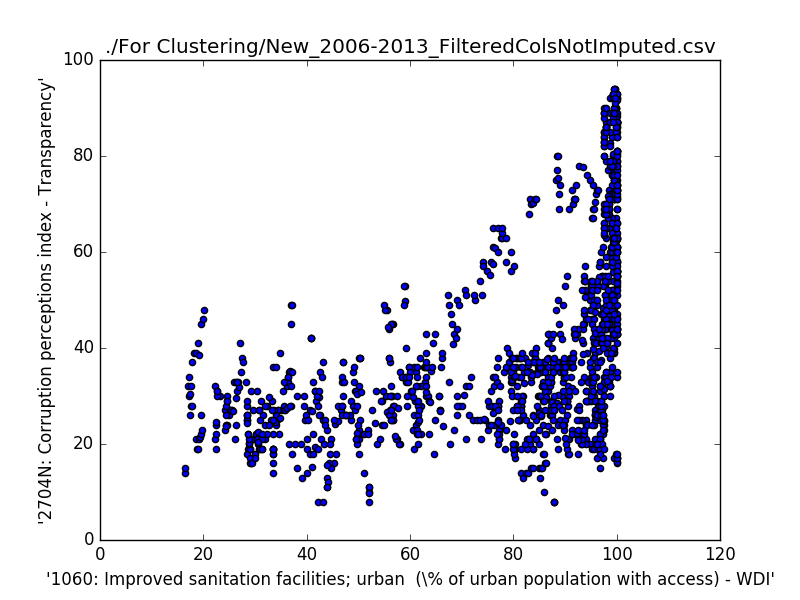 ./For Clustering/New_2006-2013_FilteredColsNotImputed.csv
100
80
60
40
20
0
'2704N: Corruption perceptions index - Transparency'
0 20 40 60 80 100 120
'1060: Improved sanitation facilities; urban  (\% of urban population with access) - WDI'